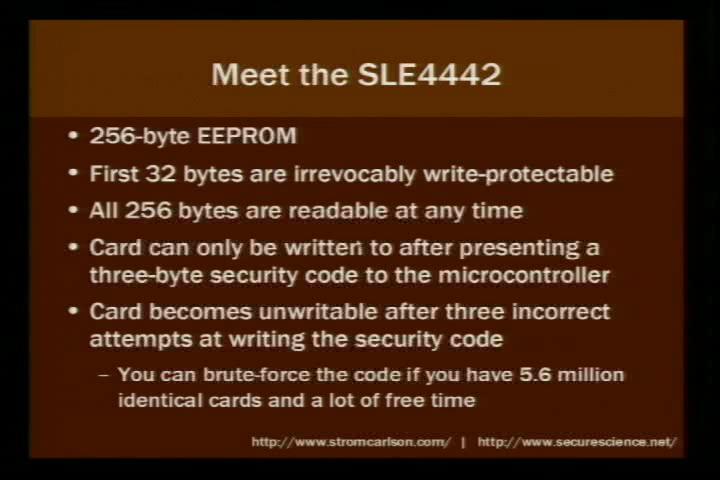 Meet the SLE4442
• 256-byte EEPROM
• First 32 bytes are irrevocably write-protectable
• All 256 bytes are readable at any time
• Card can only be written to after presenting a
three-byte security code to the microcontroller
• Card becomes unwritable after three incorrect
attempts at writing the security code
– You can brute-force the code if you have 5.6 million
identical cards and a lot of free time
http://www.stromcarlson.com/ | http://www.securescience.net/